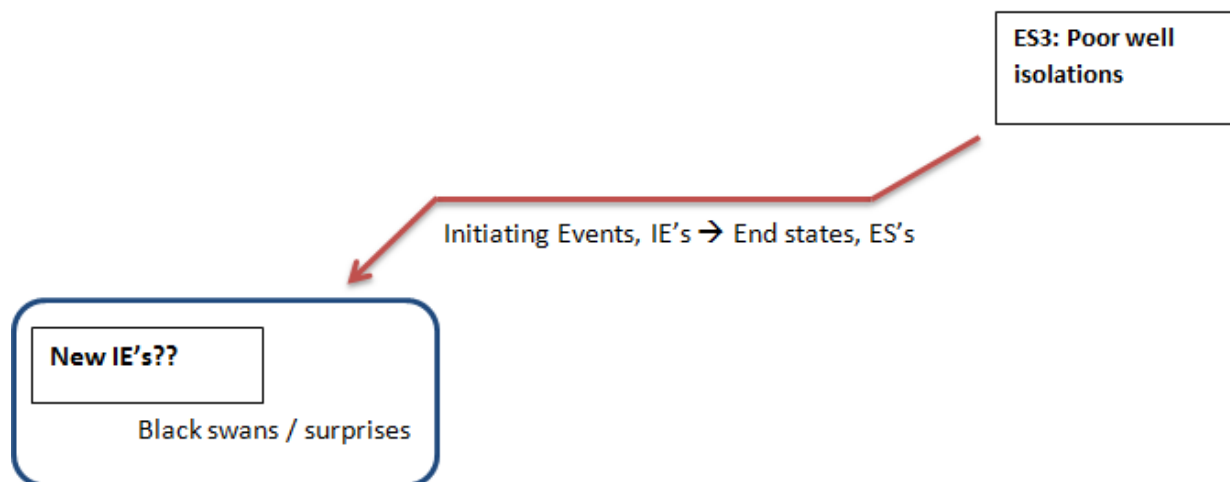 ES3: Poor well
isolations
Initiating Events, IE’s → End states, ES’s
New IE’s??
Black swans / surprises